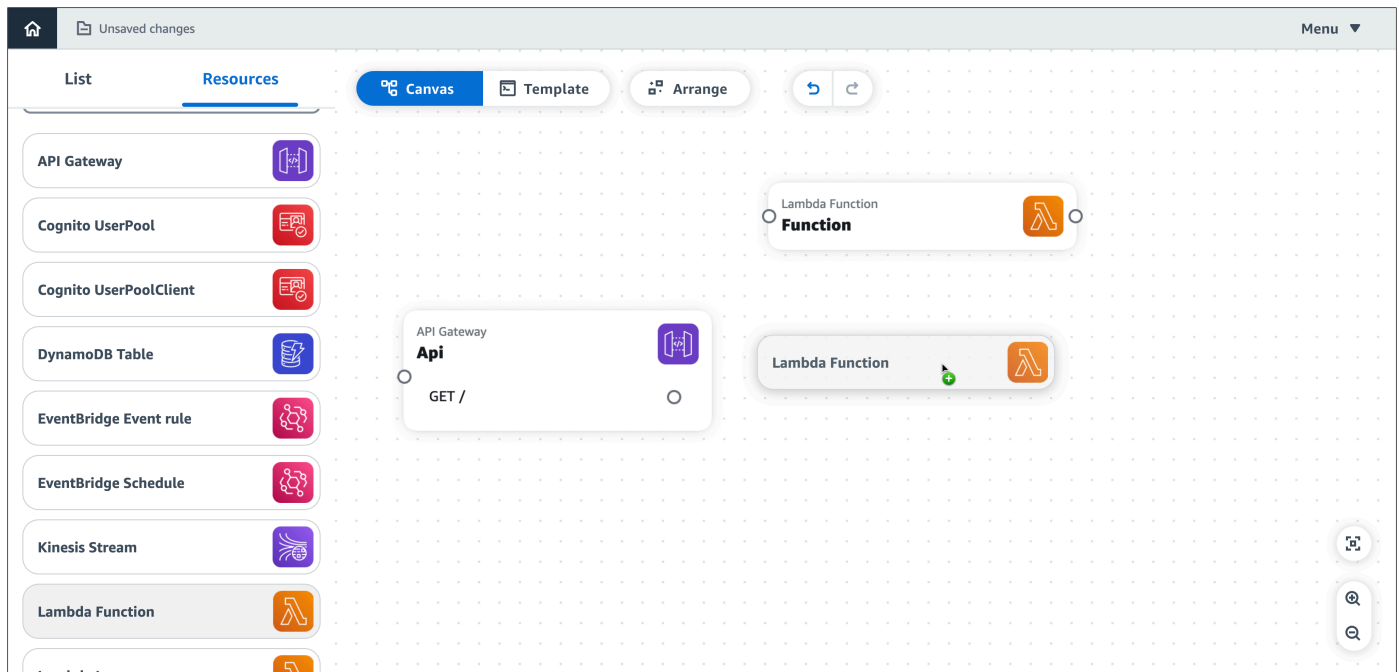 Unsaved changes
Menu
List
Resources
Canvas
Template
Arrange
API Gateway
Cognito UserPool
Cognito UserPoolClient
DynamoDB Table
EventBridge Event rule
EventBridge Schedule
Kinesis Stream
Lambda Function
Lambda Function
Function
API Gateway
Api
GET /
Lambda Function